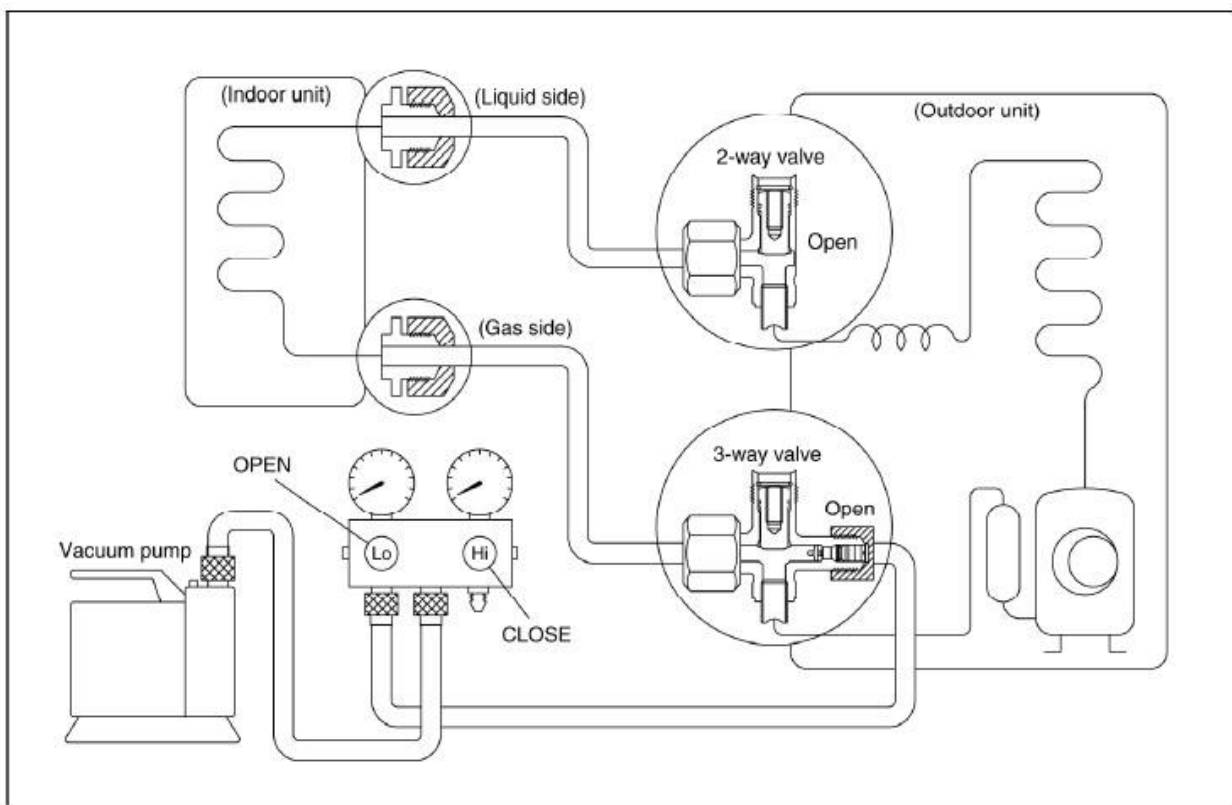 (Indoor unit)
(Liquid side)
(Outdoor unit)
2-way valve
Open
(Gas side)
3-way valve
Open
OPEN
Lo
Hi
Vacuum pump
CLOSE